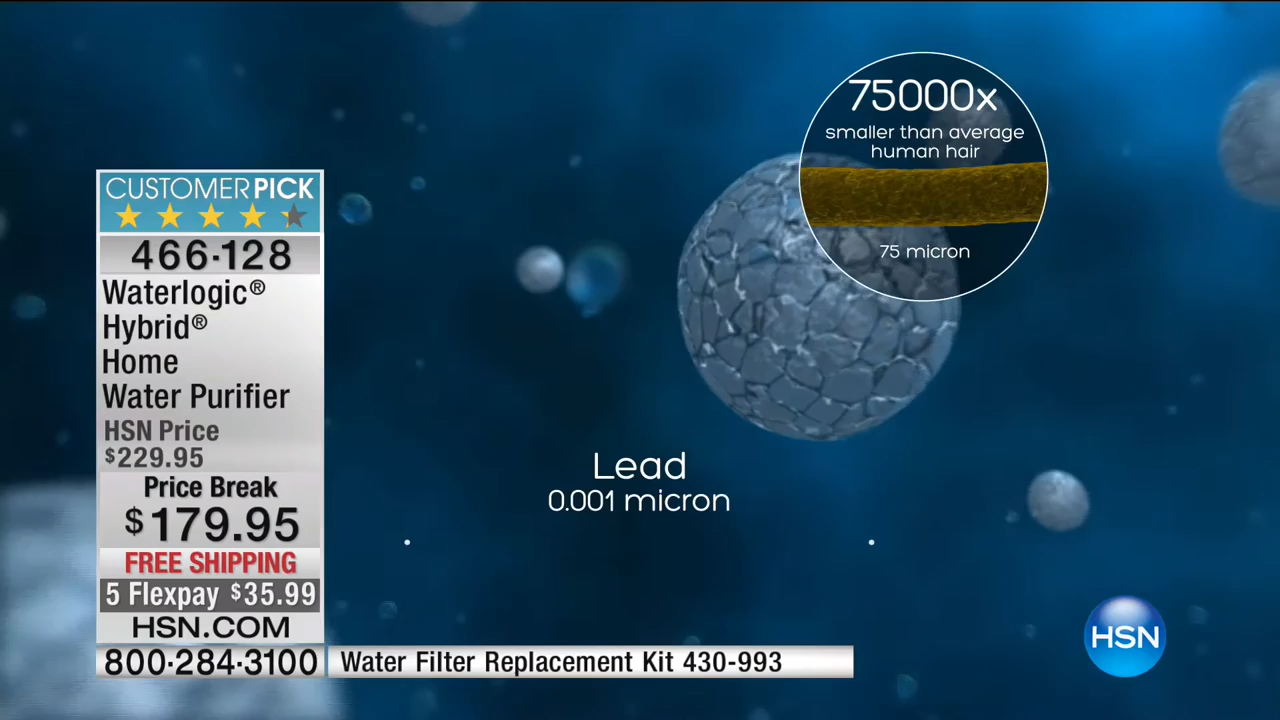 CUSTOMERPICK
466-128
Waterlogic®
Hybrid®
Home
Water Purifier
HSN Price
$229.95
Price Break
$179.95
FREE SHIPPING
5 Flexpay $35.99
HSN.COM
800-284-3100
Water Filter Replacement Kit 430-993
75000x
smaller than average
human hair
75 micron
Lead
0.001 micron
HSN